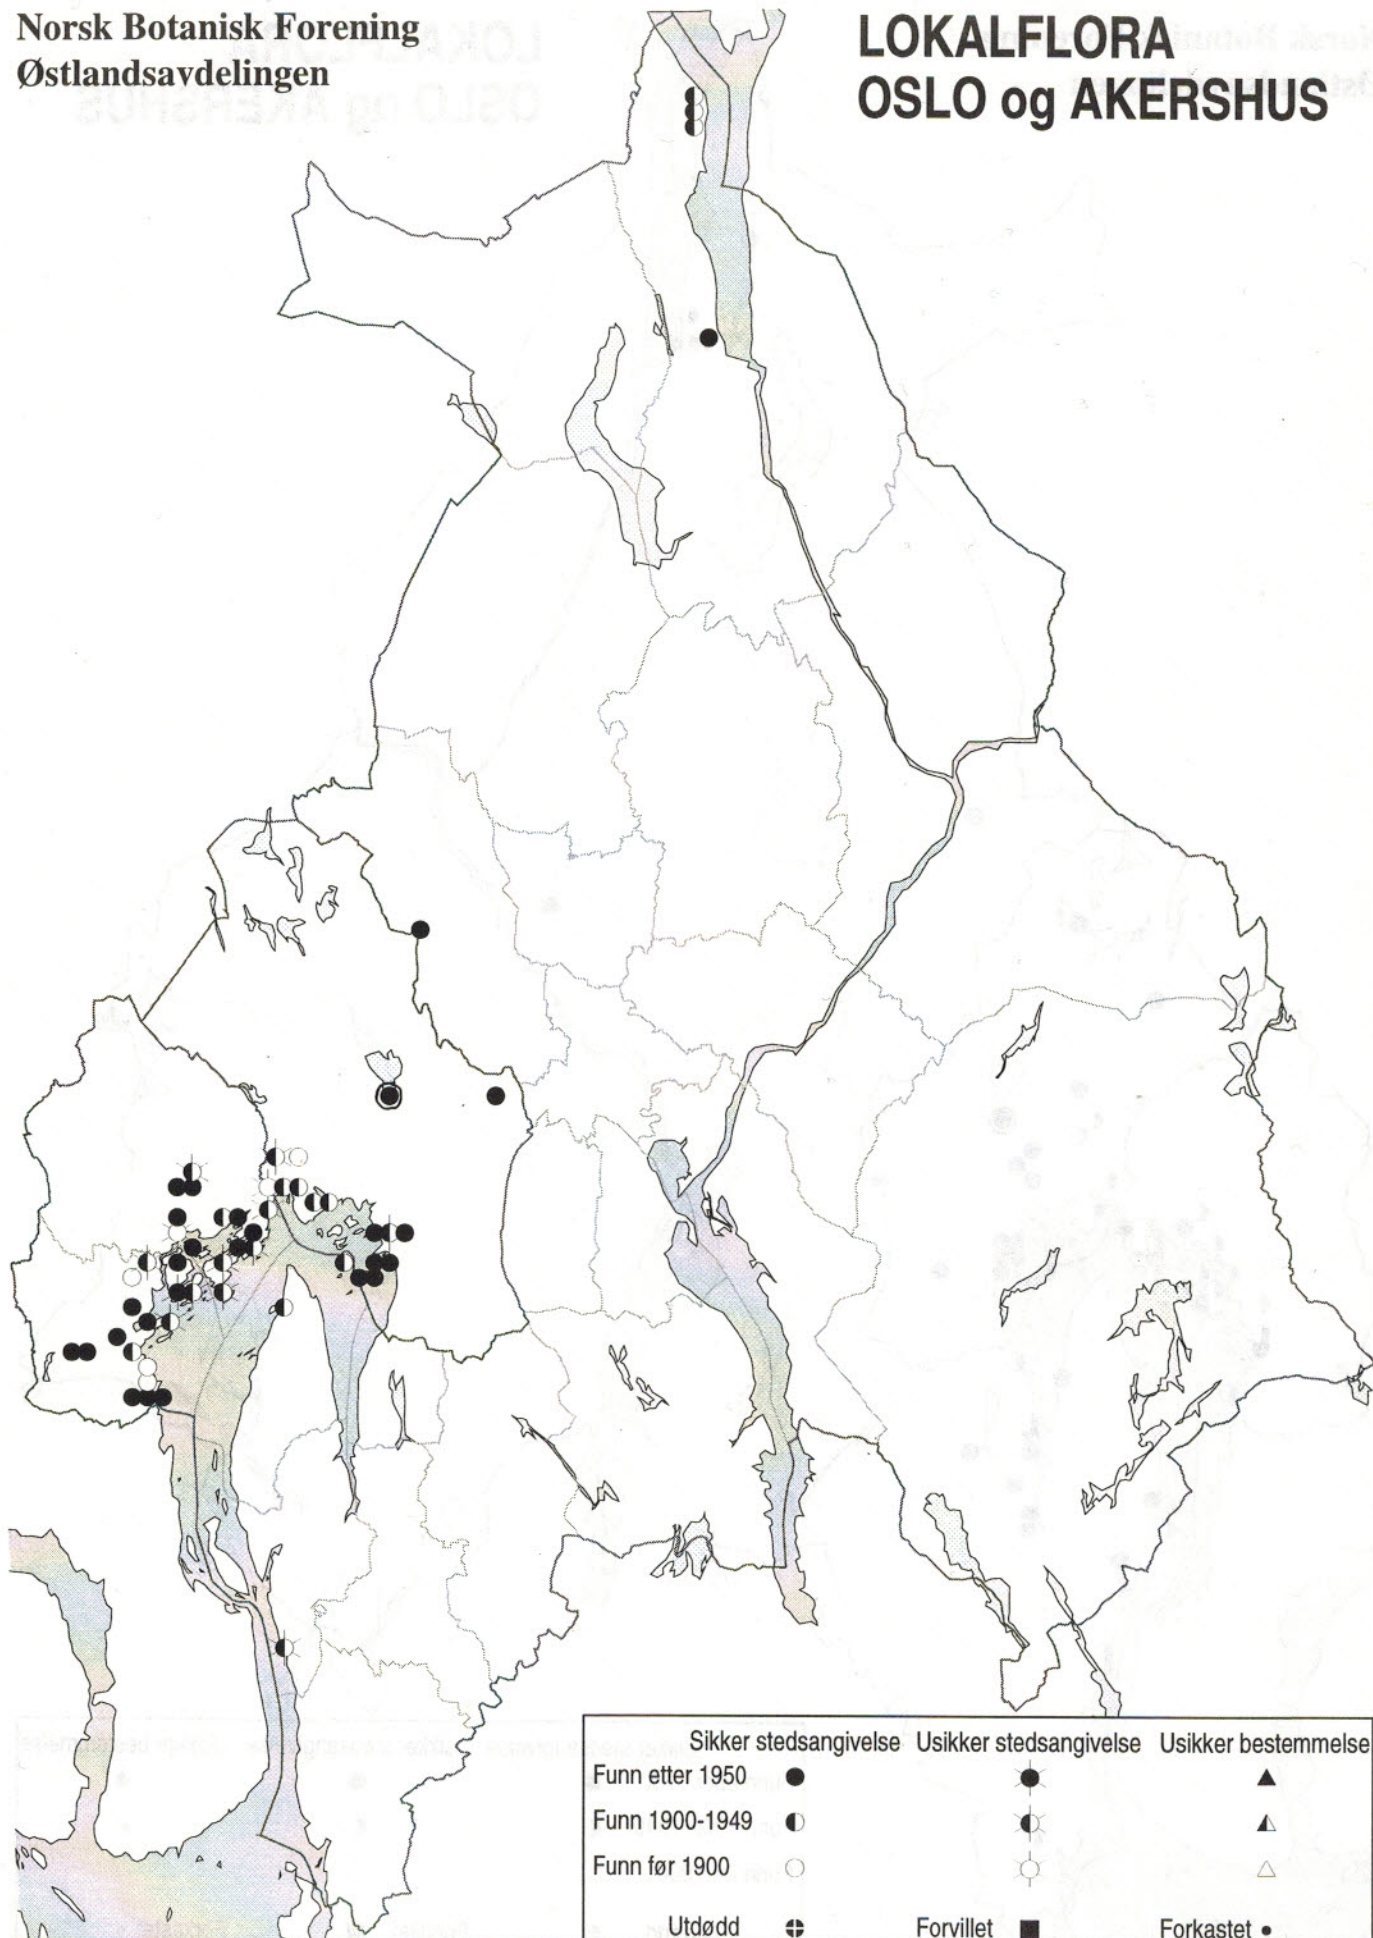 Norsk Botanisk Forening
Østlandsavdelingen
LOKALFLORA
OSLO og AKERSHUS
Sikker stedsangivelse Usikker stedsangivelse Usikker bestemmelse
Funn etter 1950
Funn 1900-1949
Funn før 1900
Utdødd Forvillet Forkastet